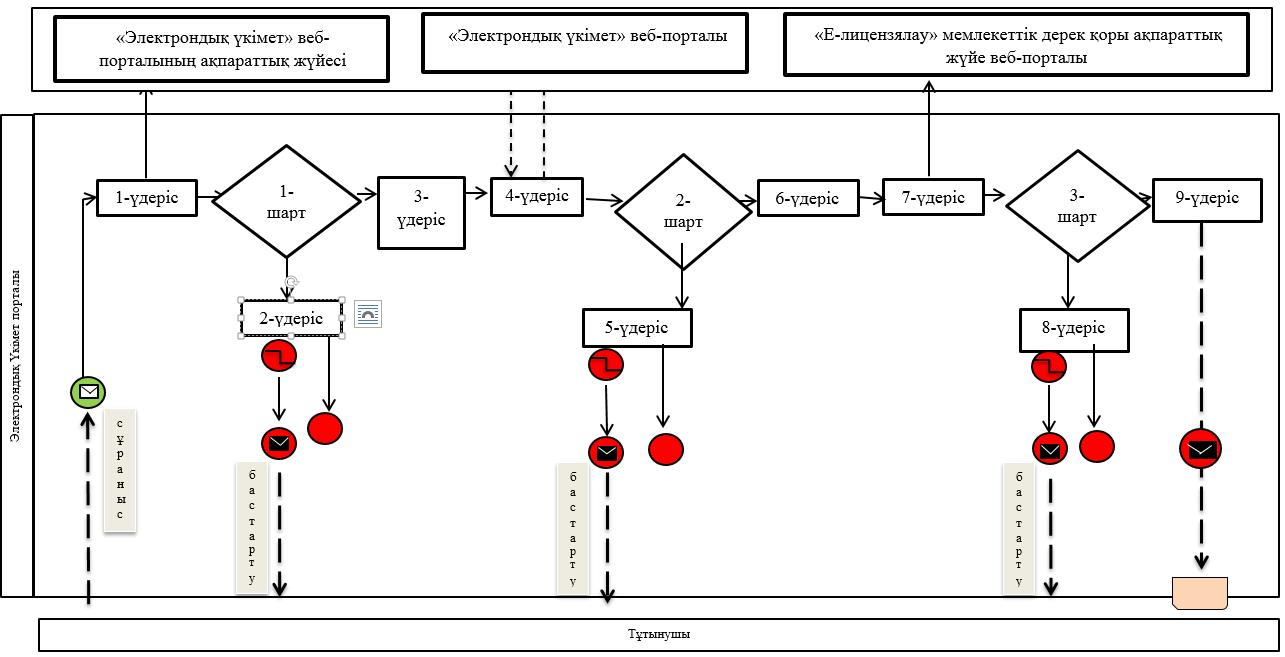 «Электрондық үкімет» веб-
порталының ақпараттық жүйесі
«Электрондық үкімет» веб-порталы
«Е-лицензялау» мемлекеттік дерек қоры ақпараттық
жүйе веб-порталы
Электрондық Үкімет порталы
1-үдеріс
1-
шарт
3-
үдеріс
4-үдеріс
2-
шарт
6-үдеріс
7-үдеріс
3-
шарт
9-үдеріс
2-үдеріс
5-үдеріс
8-үдеріс
сұраныс
бастарту
бастарту
бастарту
Тұтынушы